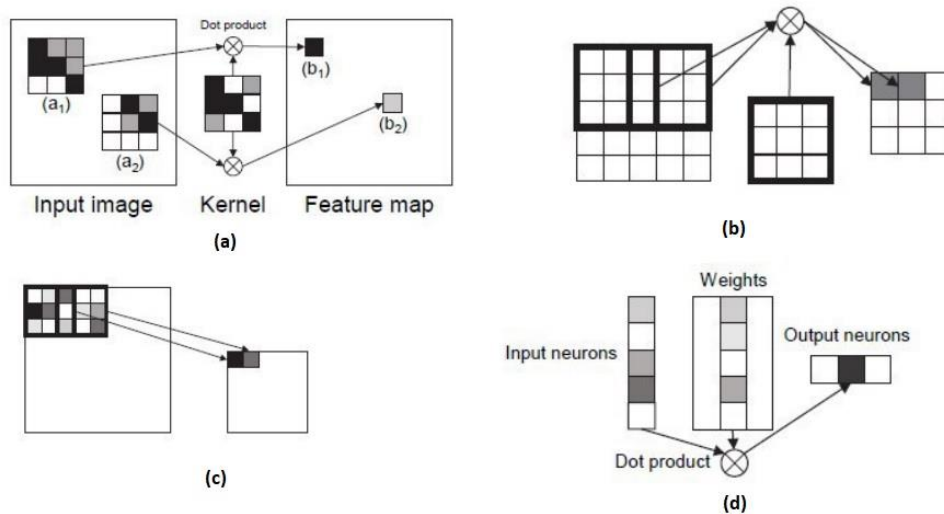 Dot product
(a1)
(b1)
(a2)
(b2)
Input image
Kernel
Feature map
(a)
(b)
(c)
Weights
Input neurons
Output neurons
Dot product
(d)